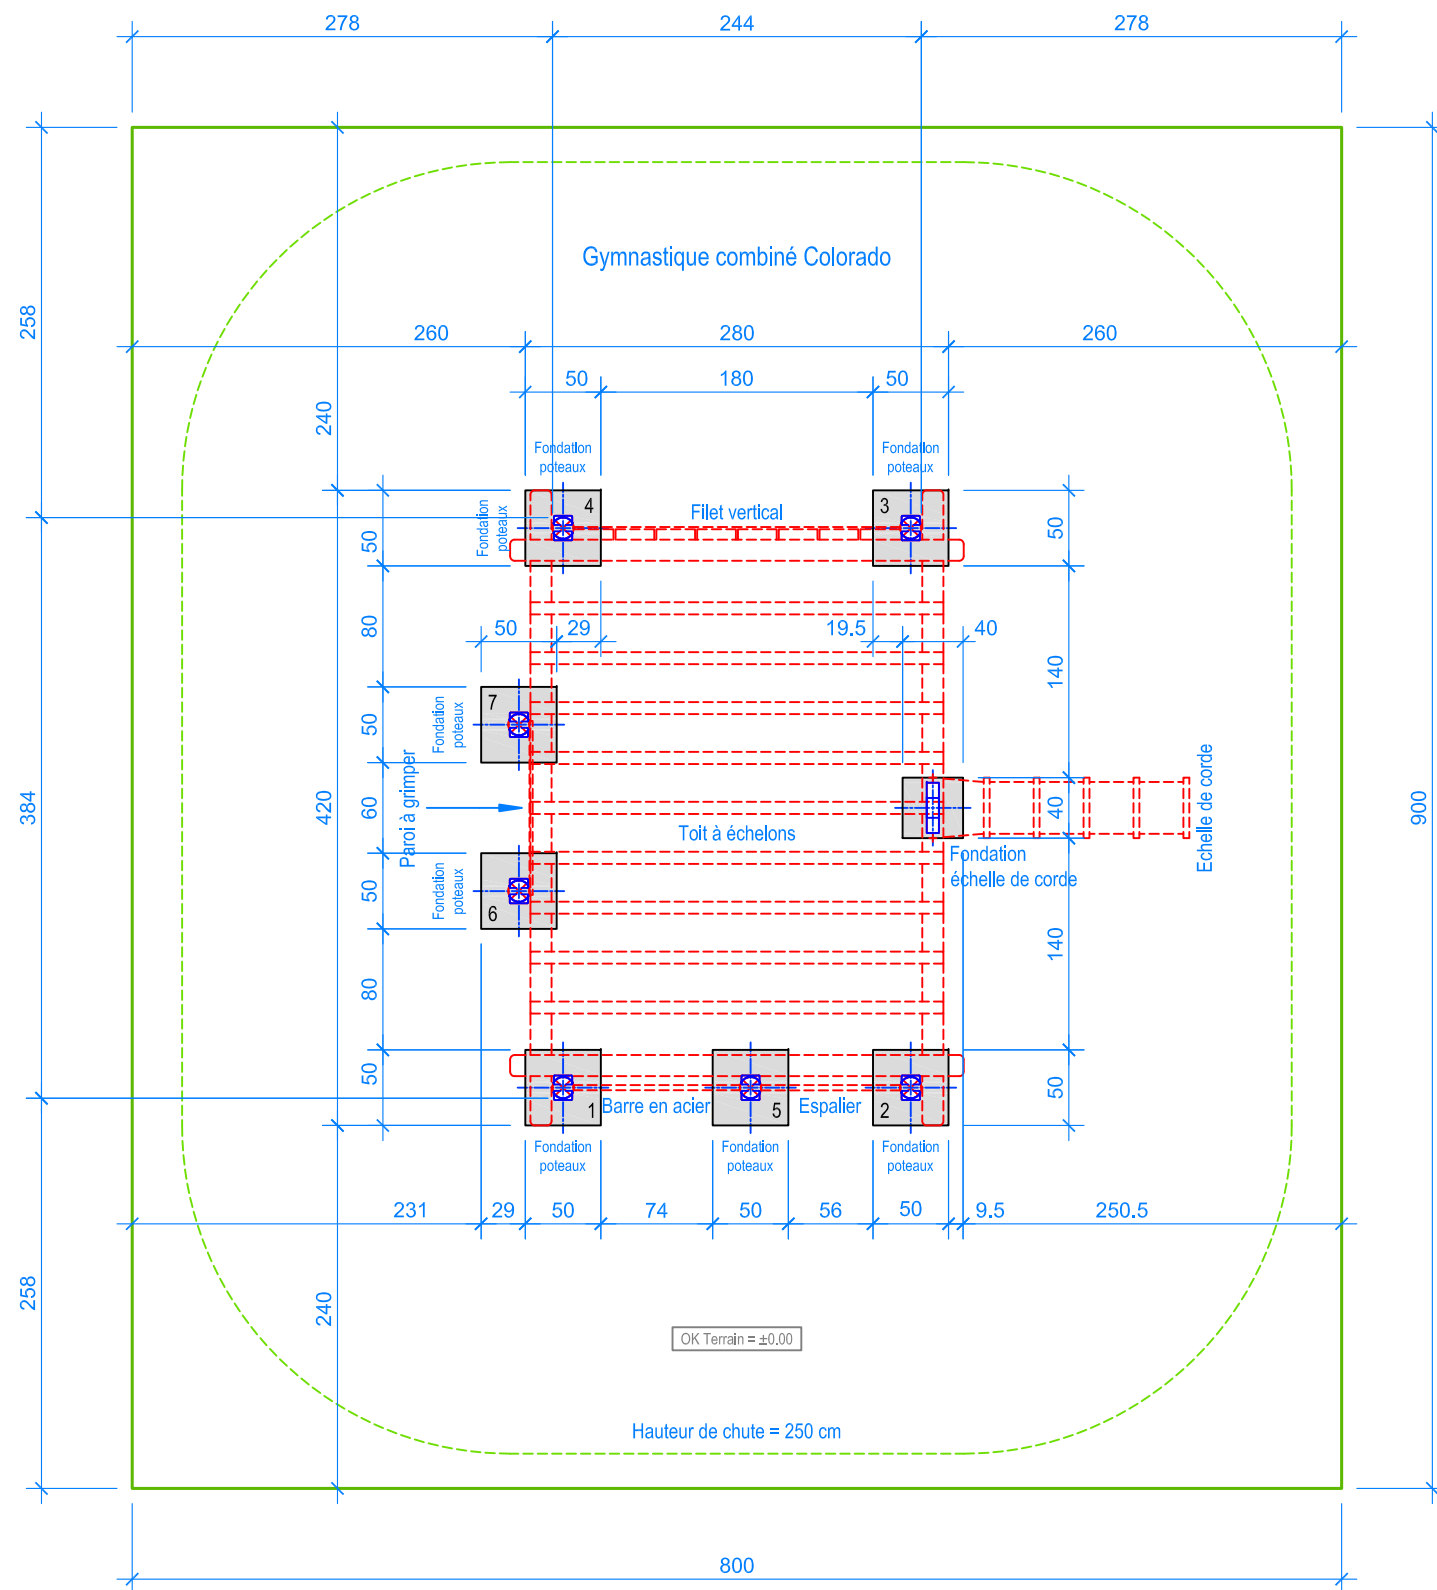 278
244
278
Gymnastique combiné Colorado
258
260
280
260
50
180
50
240
Fondation
poteaux
Fondation
poteaux
4
3
Filet vertical
Fondation
poteaux
50
50
80
50
29
19.5
40
140
7
Fondation
poteaux
50
Paroi à grimper
Echelle de corde
384
420
60
40
900
Toit à échelons
Fondation
échelle de corde
50
Fondation
poteaux
6
140
80
50
50
1
Barre en acier
5
Espalier
2
Fondation
poteaux
Fondation
poteaux
Fondation
poteaux
231
29
50
74
50
56
50
9.5
250.5
258
240
OK Terrain = ±0.00
Hauteur de chute = 250 cm
800